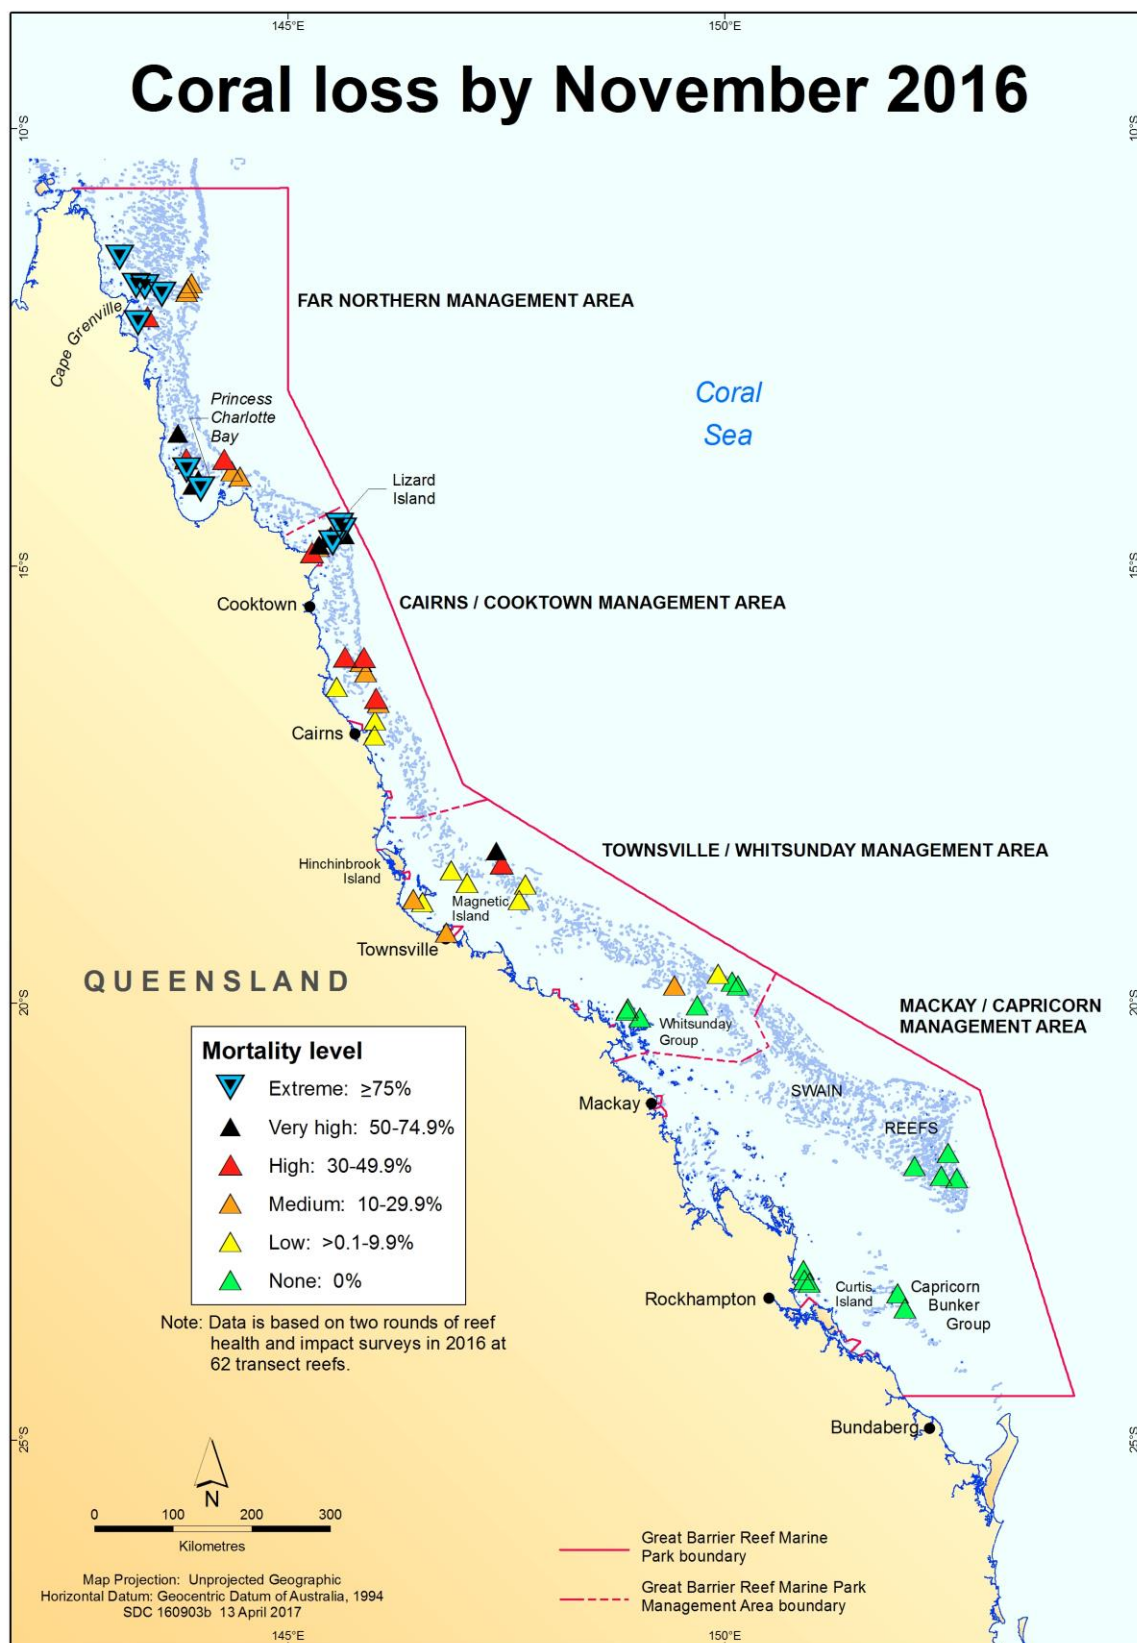 145°E
150°E
Coral loss by November 2016
10°S
10°S
FAR NORTHERN MANAGEMENT AREA
Cape Grenville
Princess
Charlotte
Bay
Coral
Sea
Lizard
Island
15°S
15°S
Cooktown
CAIRNS / COOKTOWN MANAGEMENT AREA
Cairns
Hinchinbrook
Island
TOWNSVILLE / WHITSUNDAY MANAGEMENT AREA
Magnetic
Island
Townsville
QUEENSLAND
20°S
20°S
MACKAY / CAPRICORN
MANAGEMENT AREA
Whitsunday
Group
Mackay
SWAIN
REEFS
Mortality level
Extreme: ≥75%
Very high: 50-74.9%
High: 30-49.9%
Medium: 10-29.9%
Low: >0.1-9.9%
None: 0%
Note: Data is based on two rounds of reef
health and impact surveys in 2016 at
62 transect reefs.
Rockhampton
Curtis
Island
Capricorn
Bunker
Group
Bundaberg
25°S
25°S
N
0 100 200 300
Kilometres
Map Projection: Unprojected Geographic
Horizontal Datum: Geocentric Datum of Australia, 1994
SDC 160903b 13 April 2017
Great Barrier Reef Marine
Park boundary
Great Barrier Reef Marine Park
Management Area boundary
145°E
150°E